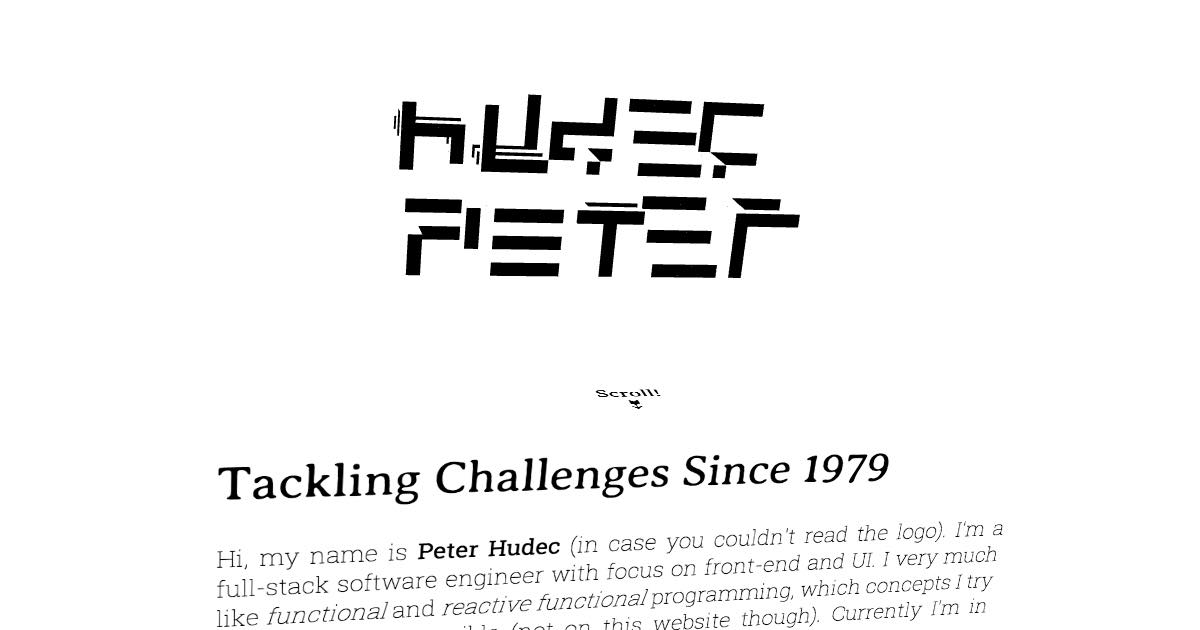 HUDEC
PETER
Scroll!
Tackling Challenges Since 1979
Hi, my name is Peter Hudec (in case you couldn't read the logo). I'm a
full-stack software engineer with focus on front-end and UI. I very much
like functional and reactive functional programming, which concepts I try
(not on this website though). Currently I'm in